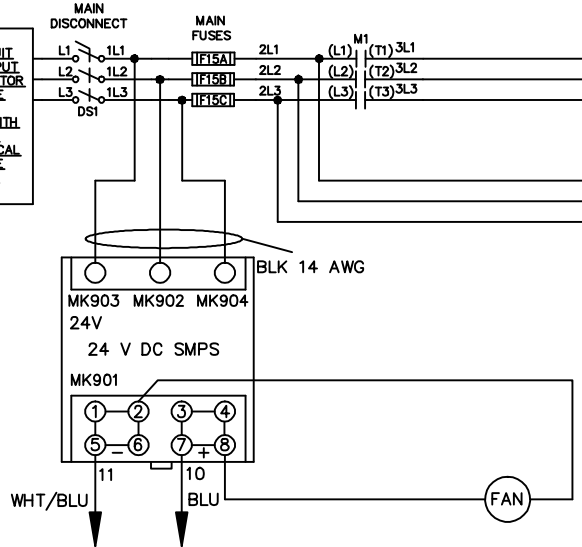 MAIN
DISCONNECT
MAIN
FUSES
L1 1L1 F15A 2L1 (L1) M1 (T1) 3L1
L2 1L2 F15B 2L2 (L2) (T2) 3L2
L3 1L3 F15C 2L3 (L3) (T3) 3L3
DS1
BLK 14 AWG
MK903 MK902 MK904
24V
24 V DC SMPS
MK901
1 2 3 4
5 - 6 7 + 8
11 10
WHT/BLU BLU FAN